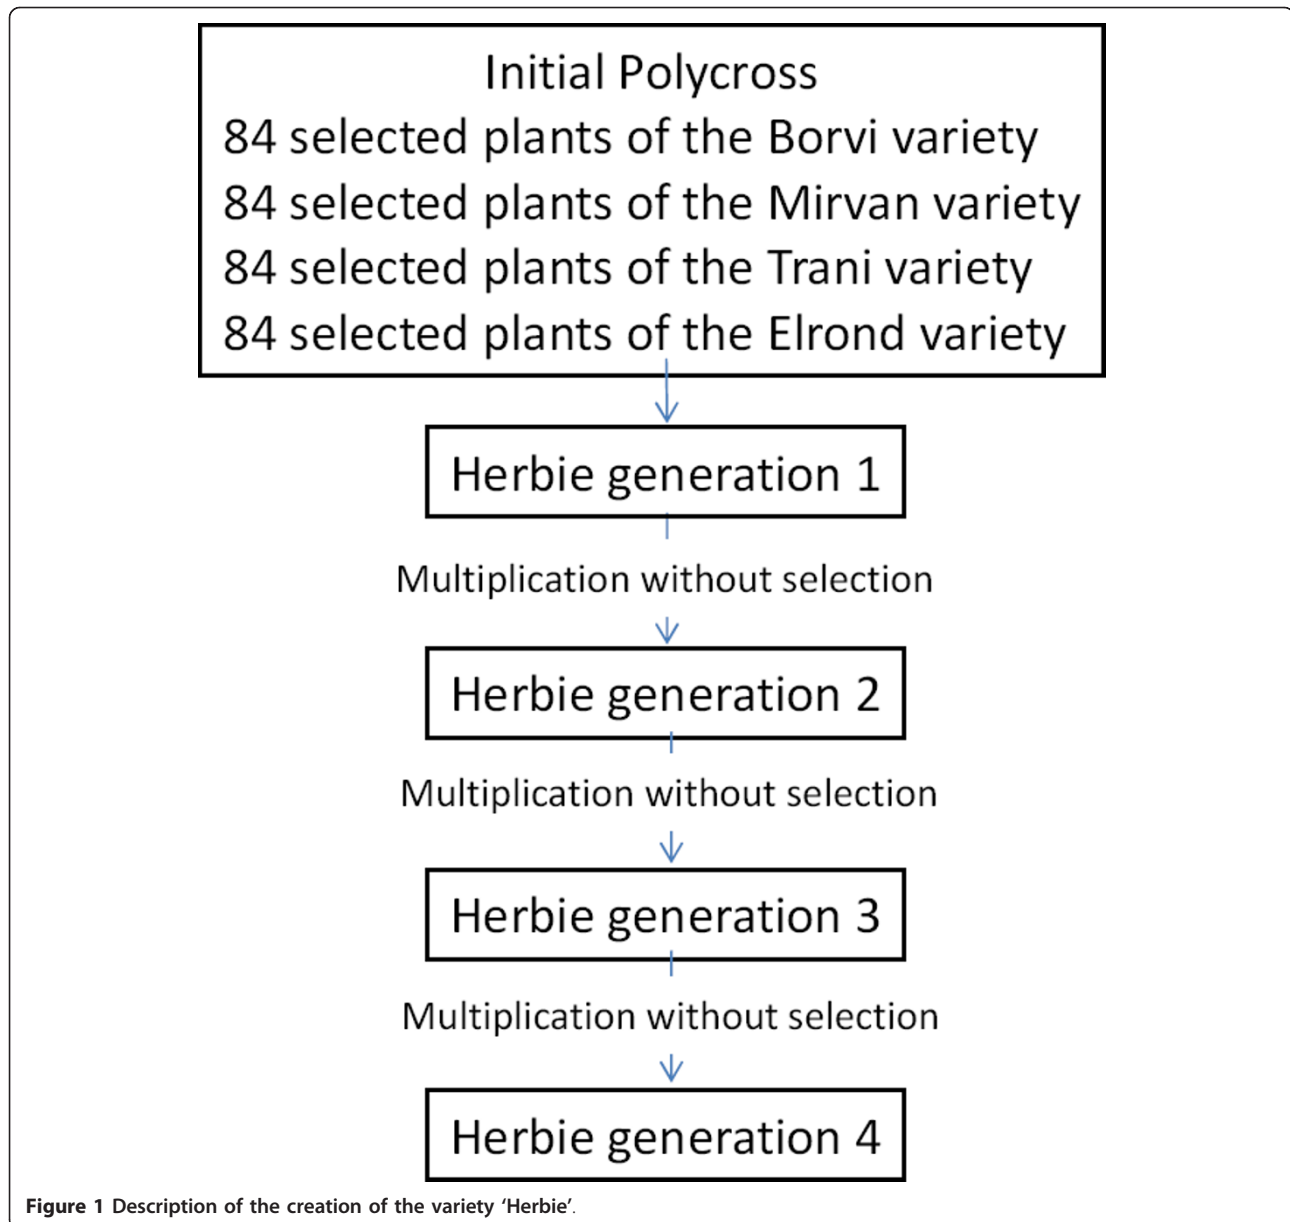 Initial Polycross
84 selected plants of the Borvi variety
84 selected plants of the Mirvan variety
84 selected plants of the Trani variety
84 selected plants of the Elrond variety
Herbie generation 1
Multiplication without selection
Herbie generation 2
Multiplication without selection
Herbie generation 3
Multiplication without selection
Herbie generation 4
Figure 1 Description of the creation of the variety ‘Herbie’.